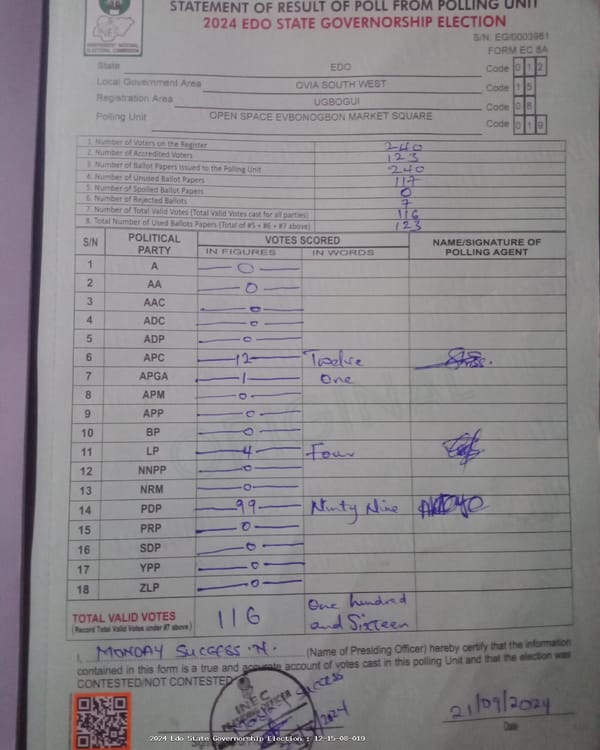 STATEMENT OF RESULT OF POLL FROM POLLING UNIT
2024 EDO STATE GOVERNORSHIP ELECTION
INEC
INDEPENDENT NATIONAL
ELECTORAL COMMISSION
S/N: EG/0003961
FORM EC 8A
State EDO Code 0 1 2
Local Government Area OVIA SOUTH WEST Code 1 5
Registration Area UGBOGUI Code 0 8
Polling Unit OPEN SPACE EVBONOGBON MARKET SQUARE Code 0 1 9
1. Number of Voters on the Register 240
2. Number of Accredited Voters 123
3. Number of Ballot Papers Issued to the Polling Unit 240
4. Number of Unused Ballot Papers 117
5. Number of Spoiled Ballot Papers 0
6. Number of Rejected Ballots 7
7. Number of Total Valid Votes (Total Valid Votes cast for all parties) 116
8. Total Number of Used Ballots Papers (Total of #5 + #6 + #7 above) 123
S/N POLITICAL PARTY VOTES SCORED NAME/SIGNATURE OF POLLING AGENT
IN FIGURES IN WORDS
1 A 0
2 AA 0
3 AAC 0
4 ADC 0
5 ADP 0
6 APC 12 Twelve
7 APGA 1 One
8 APM 0
9 APP 0
10 BP 0
11 LP 4 Four
12 NNPP 0
13 NRM 0
14 PDP 99 Ninty Nine
15 PRP 0
16 SDP 0
17 YPP 0
18 ZLP 0
TOTAL VALID VOTES 116 One hundred and Sixteen
(Record Total Valid Votes under #7 above)
I, MONDAY SUCCESS .N. (Name of Presiding Officer) hereby certify that the information
contained in this form is a true and accurate account of votes cast in this polling Unit and that the election was
CONTESTED/NOT CONTESTED
INEC
SUCCESS
21/09/2024
Date
2024 Edo State Governorship Election : 12-15-08-019